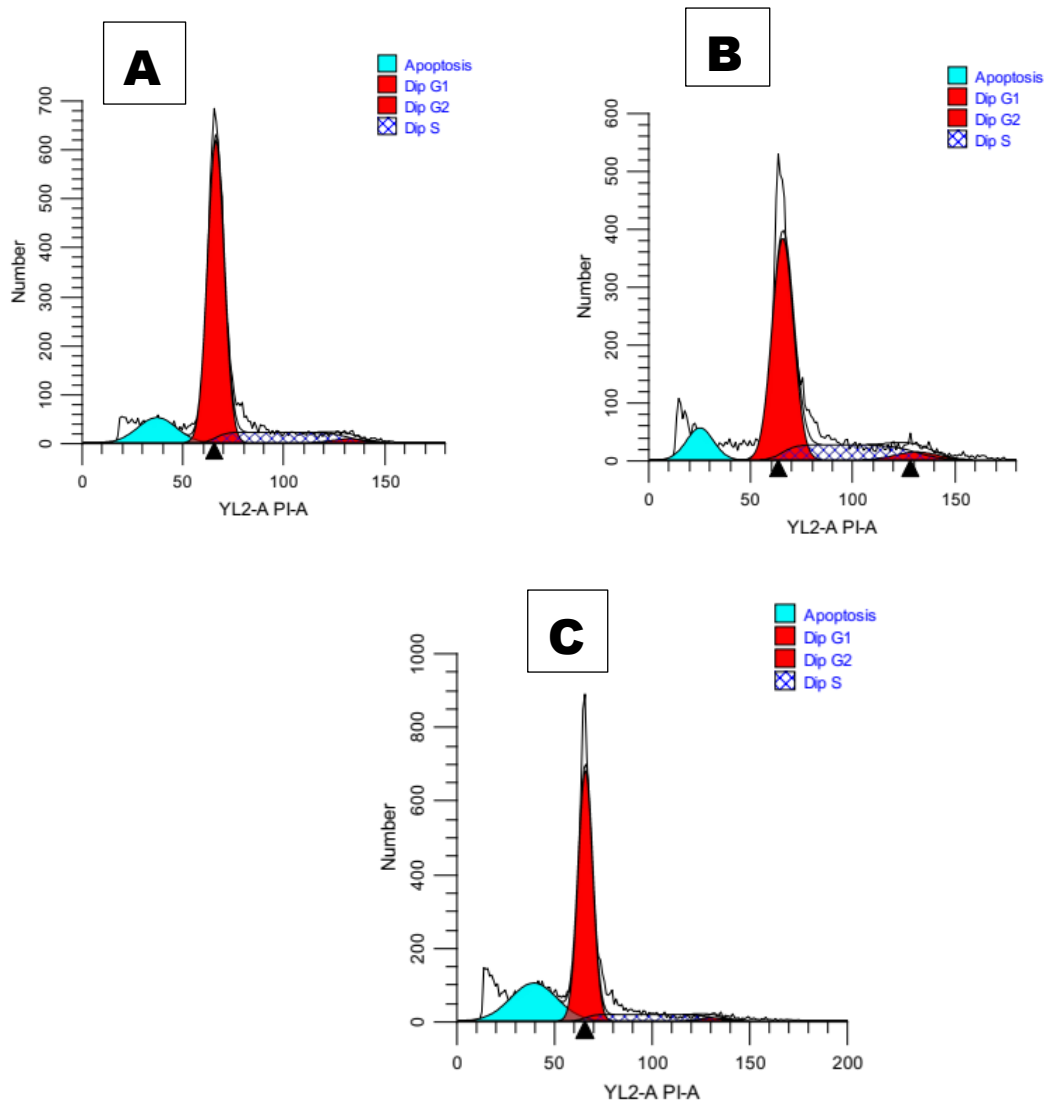 A
Apoptosis
Dip G1
Dip G2
Dip S
Number
700
600
500
400
300
200
100
0
0 50 100 150
YL2-A PI-A
B
Apoptosis
Dip G1
Dip G2
Dip S
Number
600
500
400
300
200
100
0
0 50 100 150
YL2-A PI-A
C
Apoptosis
Dip G1
Dip G2
Dip S
Number
1000
800
600
400
200
0
0 50 100 150 200
YL2-A PI-A